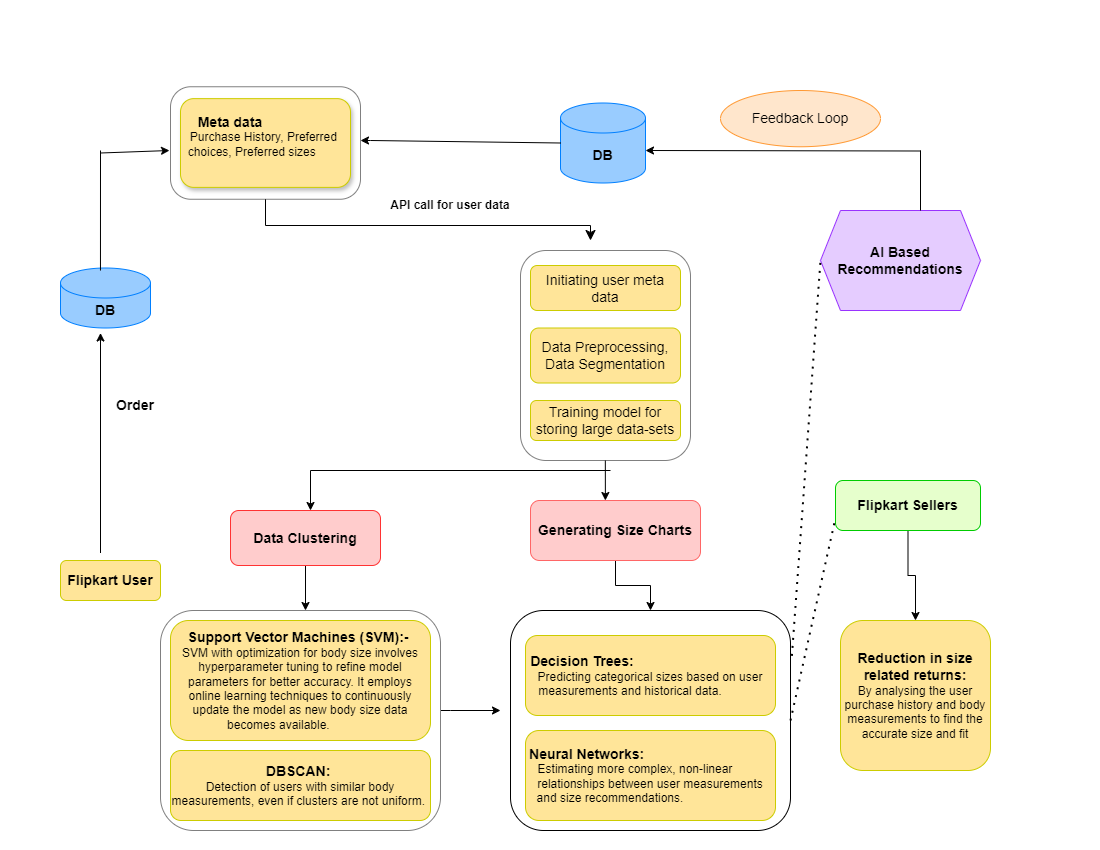 Meta data
Purchase History, Preferred
choices, Preferred sizes
DB
Feedback Loop
API call for user data
AI Based
Recommendations
DB
Initiating user meta
data
Data Preprocessing,
Data Segmentation
Order
Training model for
storing large data-sets
Flipkart Sellers
Data Clustering
Generating Size Charts
Flipkart User
Support Vector Machines (SVM):-
SVM with optimization for body size involves
hyperparameter tuning to refine model
parameters for better accuracy. It employs
online learning techniques to continuously
update the model as new body size data
becomes available.
DBSCAN:
Detection of users with similar body
measurements, even if clusters are not uniform.
Decision Trees:
Predicting categorical sizes based on user
measurements and historical data.
Neural Networks:
Estimating more complex, non-linear
relationships between user measurements
and size recommendations.
Reduction in size
related returns:
By analysing the user
purchase history and body
measurements to find the
accurate size and fit